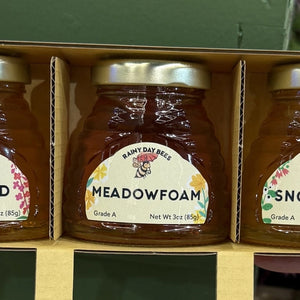 RAINY DAY BEES
MEADOWFOAM
Grade A Net Wt 3oz (85g)
D
(85g)
SNO
Grade A